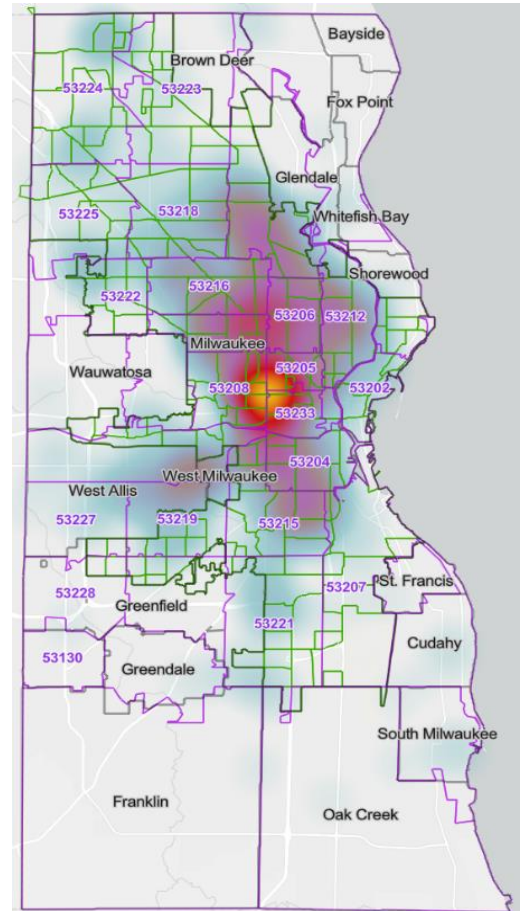 Bayside
Brown Deer
53224
53223
Fox Point
Glendale
53225
53218
Whitefish Bay
Shorewood
53222
53216
53206
53212
Milwaukee
Wauwatosa
53205
53208
53202
53233
53204
West Milwaukee
West Allis
53227
53219
53215
St. Francis
53207
53228
Greenfield
53221
Cudahy
53130
Greendale
South Milwaukee
Franklin
Oak Creek